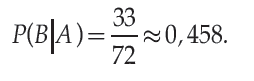 P(B|A) = 33/72 ≈ 0,458.